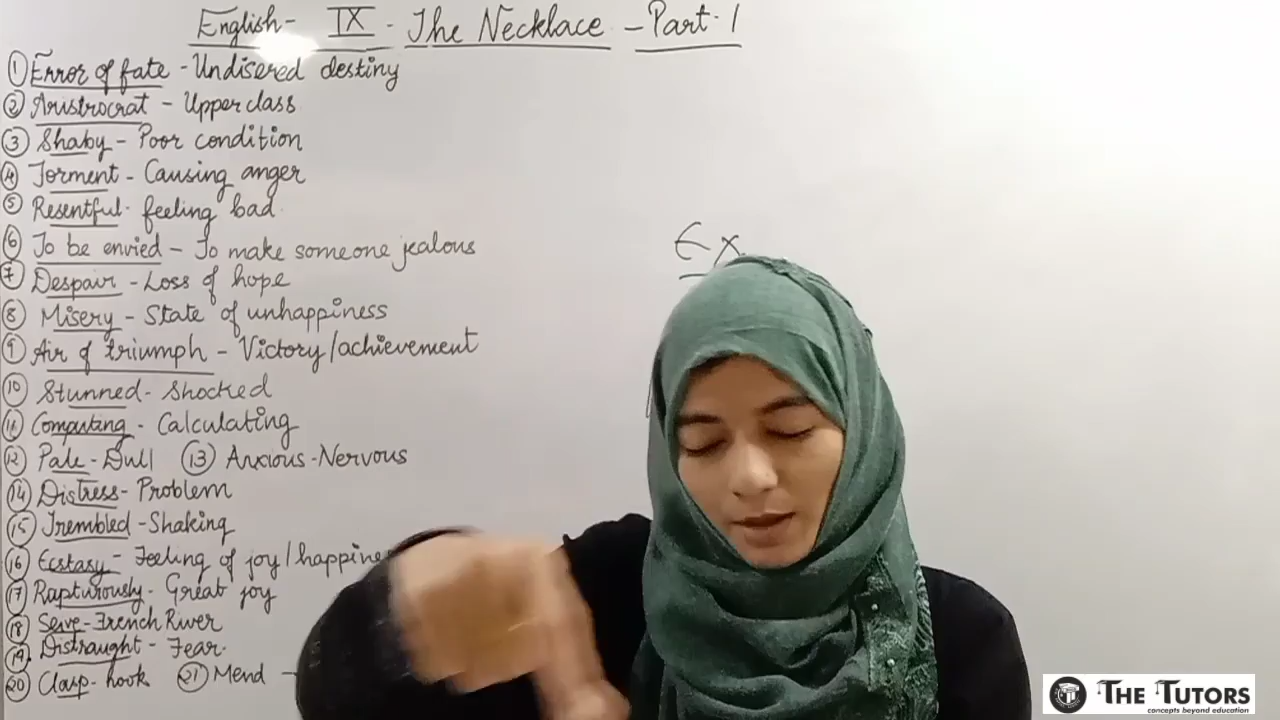 English- IX - The Necklace - Part-1
① Error of fate - Undisered destiny
② Aristrocrat - Upper class
③ Shaby - Poor condition
④ Torment - Causing anger
⑤ Resentful- feeling bad.
⑥ To be envied - To make someone jealous
⑦ Despair - Loss of hope
⑧ Misery - State of unhappiness
⑨ Air of triumph - Victory/achievement
⑩ Stunned- Shocked
⑪ Computing - Calculating
⑫ Pale - Dull ⑬ Anxious - Nervous
⑭ Distress - Problem
⑮ Trembled - Shaking
⑯ Ecstasy - Feeling of joy/happines
⑰ Rapturously - Great joy
⑱ Seive - French River
⑲ Distraught - Fear.
⑳ Clasp- hook ㉑ Mend -
Ex
THE TUTORS
concepts beyond education